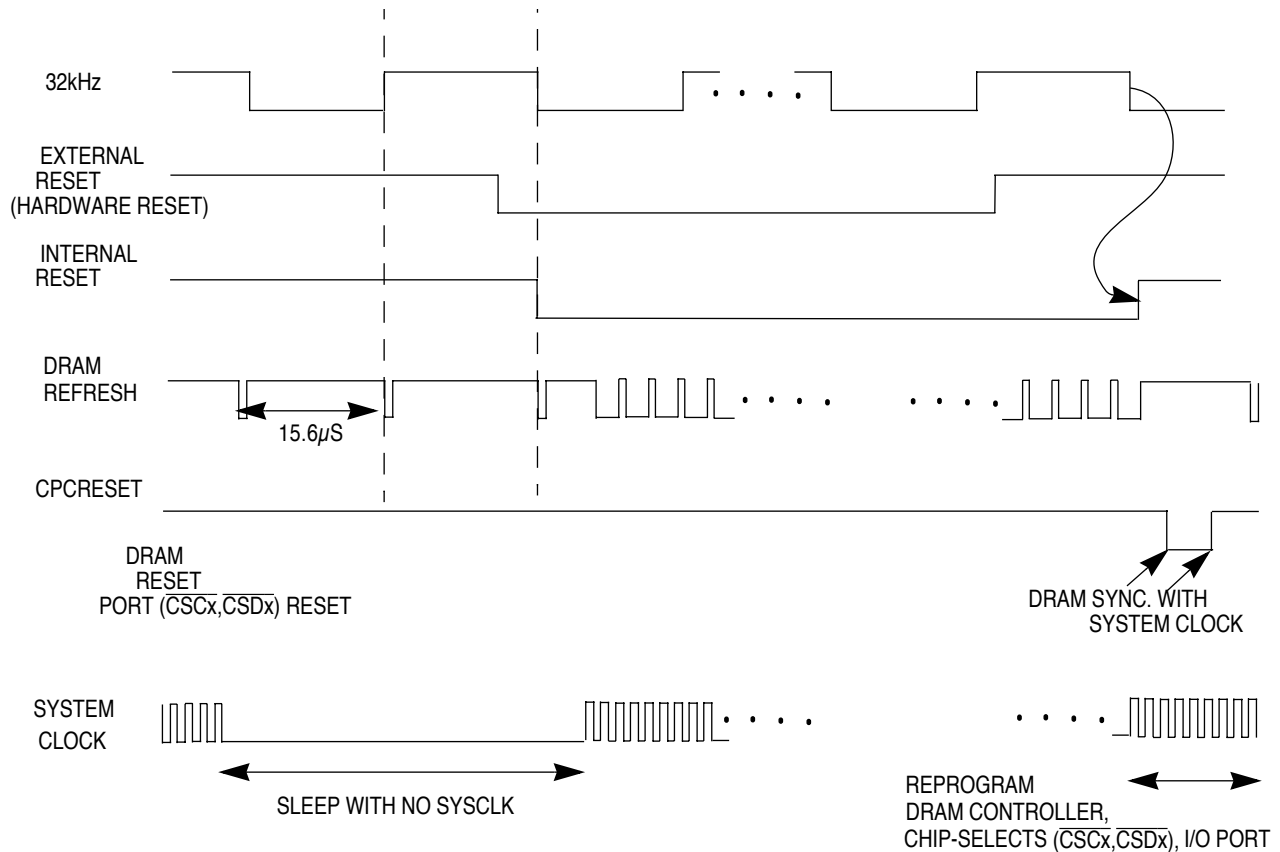 32kHz
EXTERNAL
RESET
(HARDWARE RESET)
INTERNAL
RESET
DRAM
REFRESH
15.6µS
CPCRESET
DRAM
RESET
PORT (CSCx,CSDx) RESET
DRAM SYNC. WITH
SYSTEM CLOCK
SYSTEM
CLOCK
SLEEP WITH NO SYSCLK
REPROGRAM
DRAM CONTROLLER,
CHIP-SELECTS (CSCx,CSDx), I/O PORT